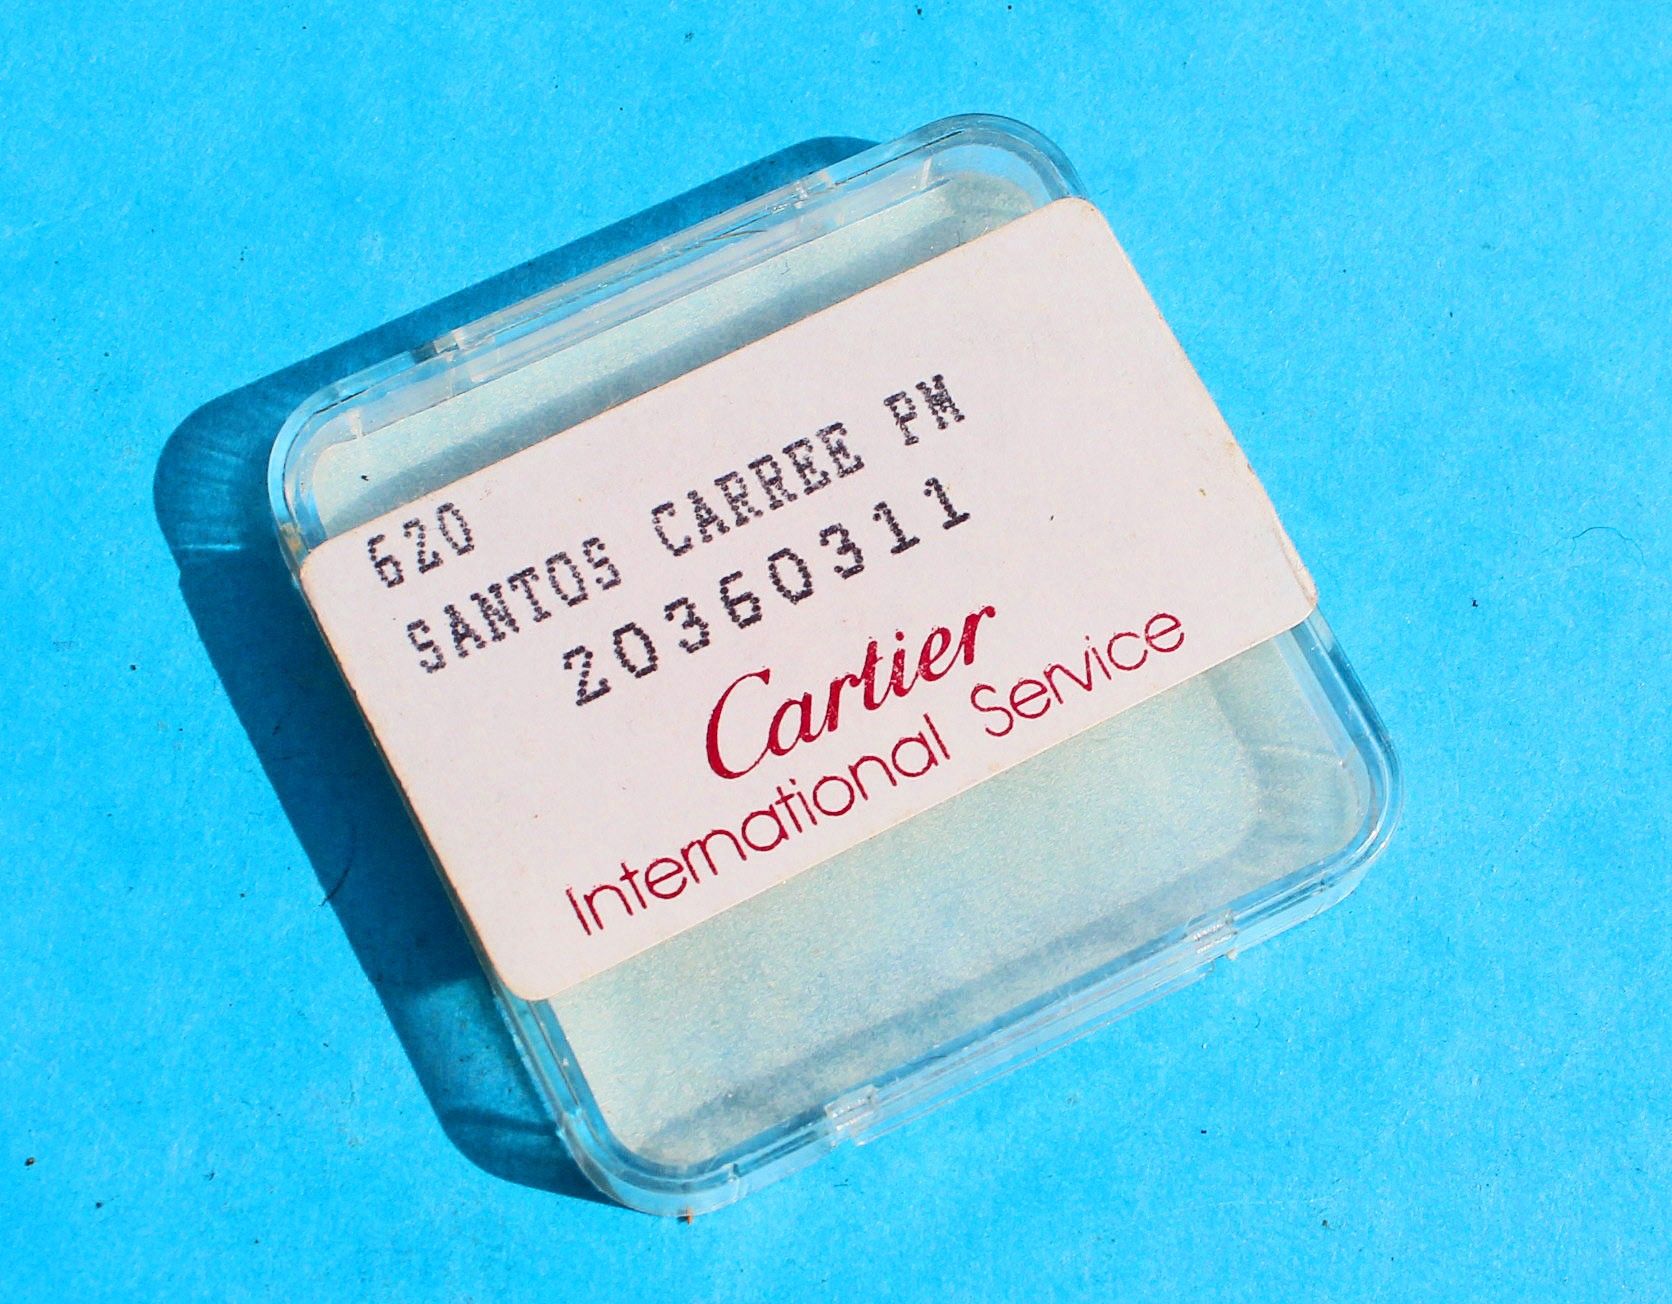 620
SANTOS CARREE PM
20360311
Cartier
International Service